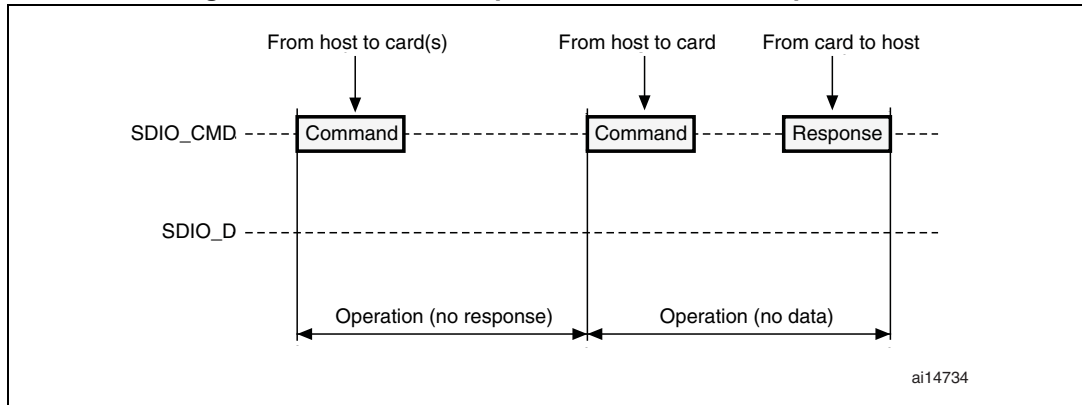 From host to card(s) From host to card From card to host
SDIO_CMD Command Command Response
SDIO_D
Operation (no response) Operation (no data)
ai14734